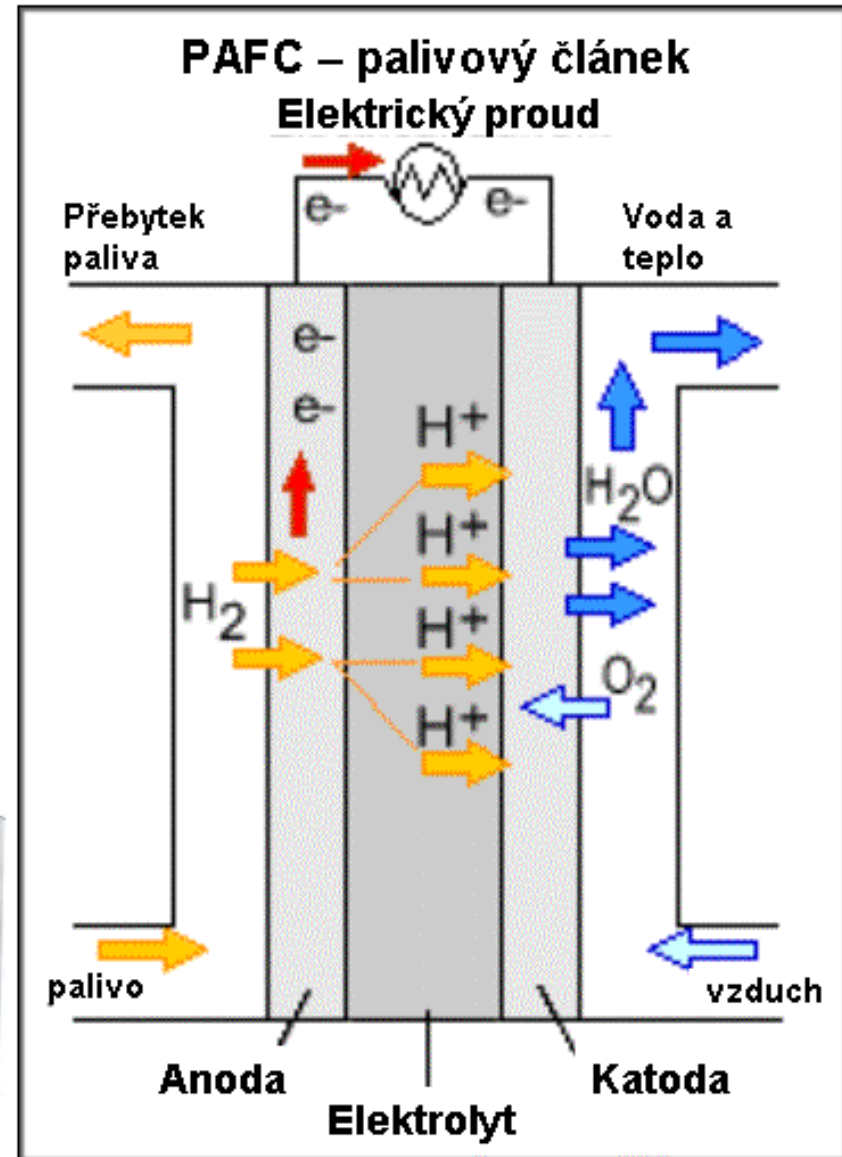 PAFC – palivový článek
Elektrický proud
e-
e-
Přebytek
paliva
Voda a
teplo
e-
e-
H+
H2O
H+
H2
H+
O2
H+
palivo
vzduch
Anoda
Katoda
Elektrolyt